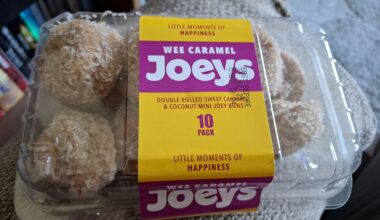 LITTLE MOMENTS OF
HAPPINESS
WEE CARAMEL
Joeys
DOUBLE ROLLED SWEET CARAMEL
& COCONUT MINI JOEY BUNS
10
PACK
LITTLE MOMENTS OF
HAPPINESS
WEE CARAMEL
Joeys